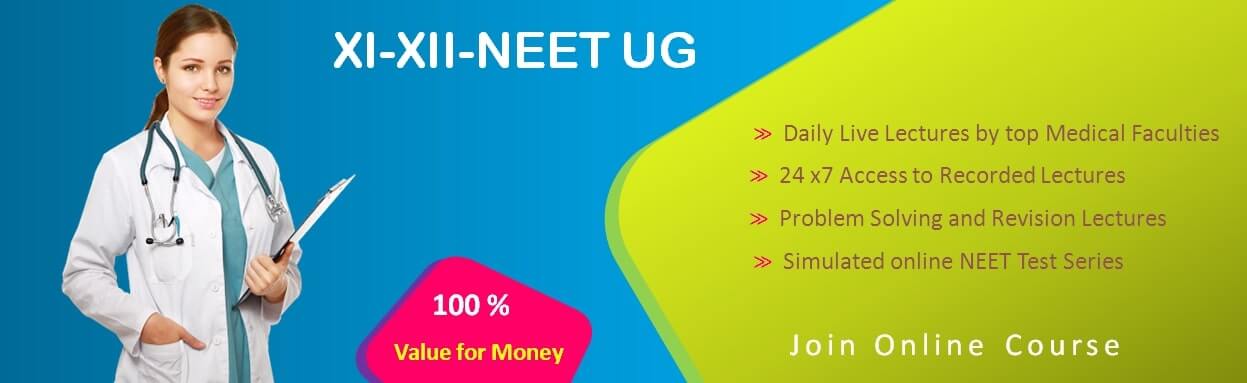 XI-XII-NEET UG
≫ Daily Live Lectures by top Medical Faculties
≫ 24 x7 Access to Recorded Lectures
≫ Problem Solving and Revision Lectures
≫ Simulated online NEET Test Series
100 %
Value for Money
Join Online Course